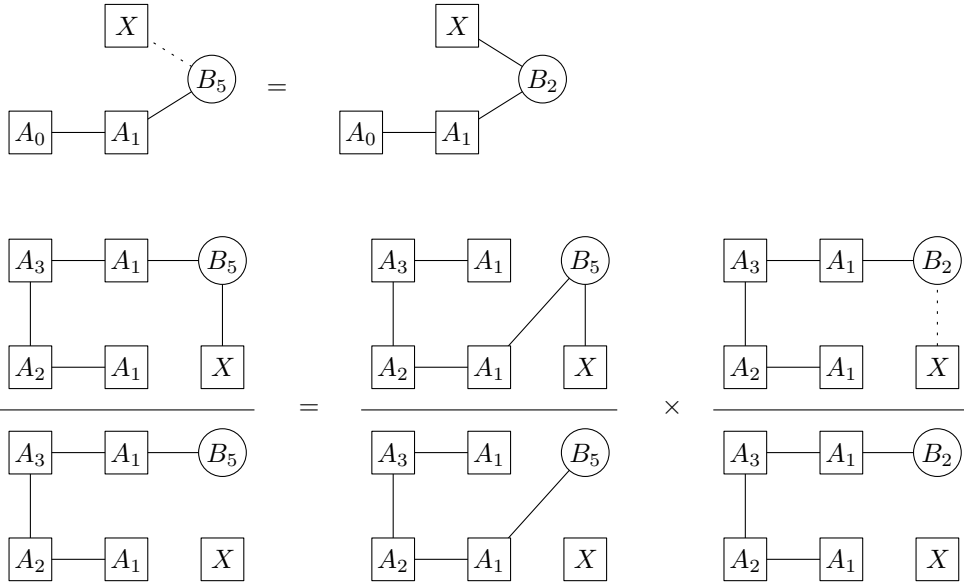 X X
B₅ = B₂
A₀ A₁ A₀ A₁
A₃ A₁ B₅ A₃ A₁ B₅ A₃ A₁ B₂
A₂ A₁ X A₂ A₁ X A₂ A₁ X
= ×
A₃ A₁ B₅ A₃ A₁ B₅ A₃ A₁ B₂
A₂ A₁ X A₂ A₁ X A₂ A₁ X